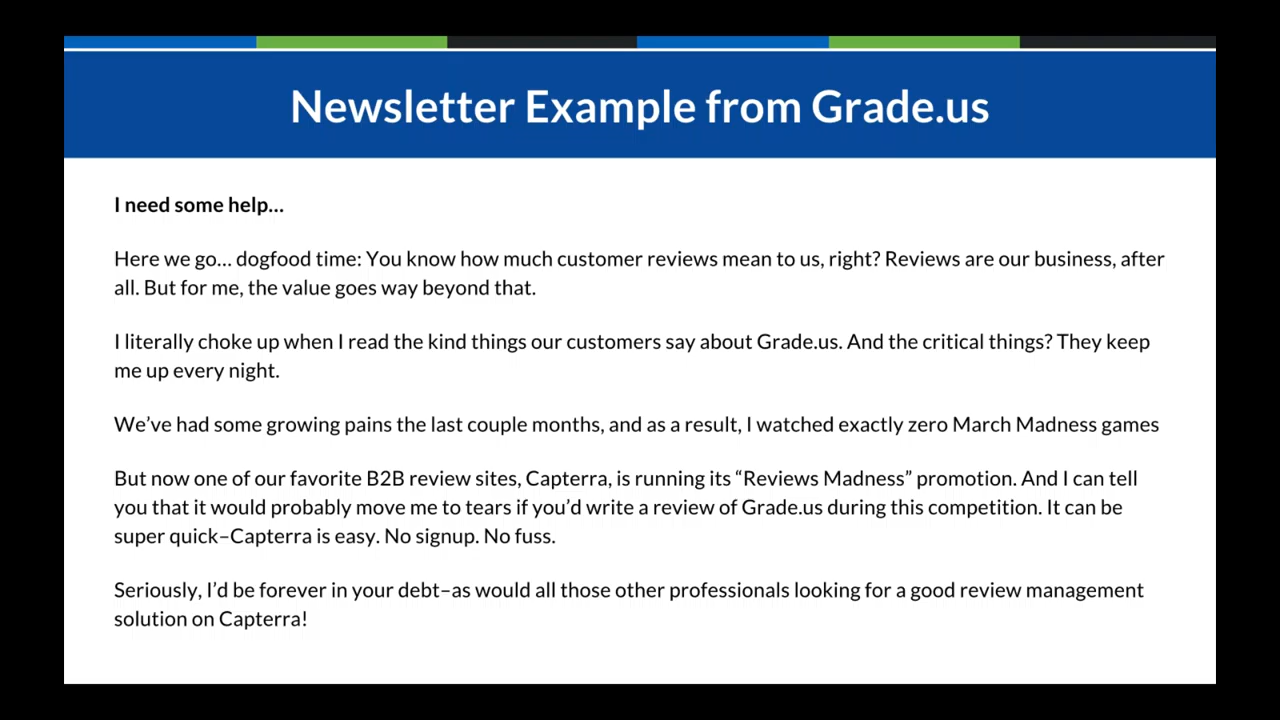 Newsletter Example from Grade.us
I need some help...
Here we go... dogfood time: You know how much customer reviews mean to us, right? Reviews are our business, after
all. But for me, the value goes way beyond that.
I literally choke up when I read the kind things our customers say about Grade.us. And the critical things? They keep
me up every night.
We’ve had some growing pains the last couple months, and as a result, I watched exactly zero March Madness games
But now one of our favorite B2B review sites, Capterra, is running its “Reviews Madness” promotion. And I can tell
you that it would probably move me to tears if you’d write a review of Grade.us during this competition. It can be
super quick–Capterra is easy. No signup. No fuss.
Seriously, I’d be forever in your debt–as would all those other professionals looking for a good review management
solution on Capterra!